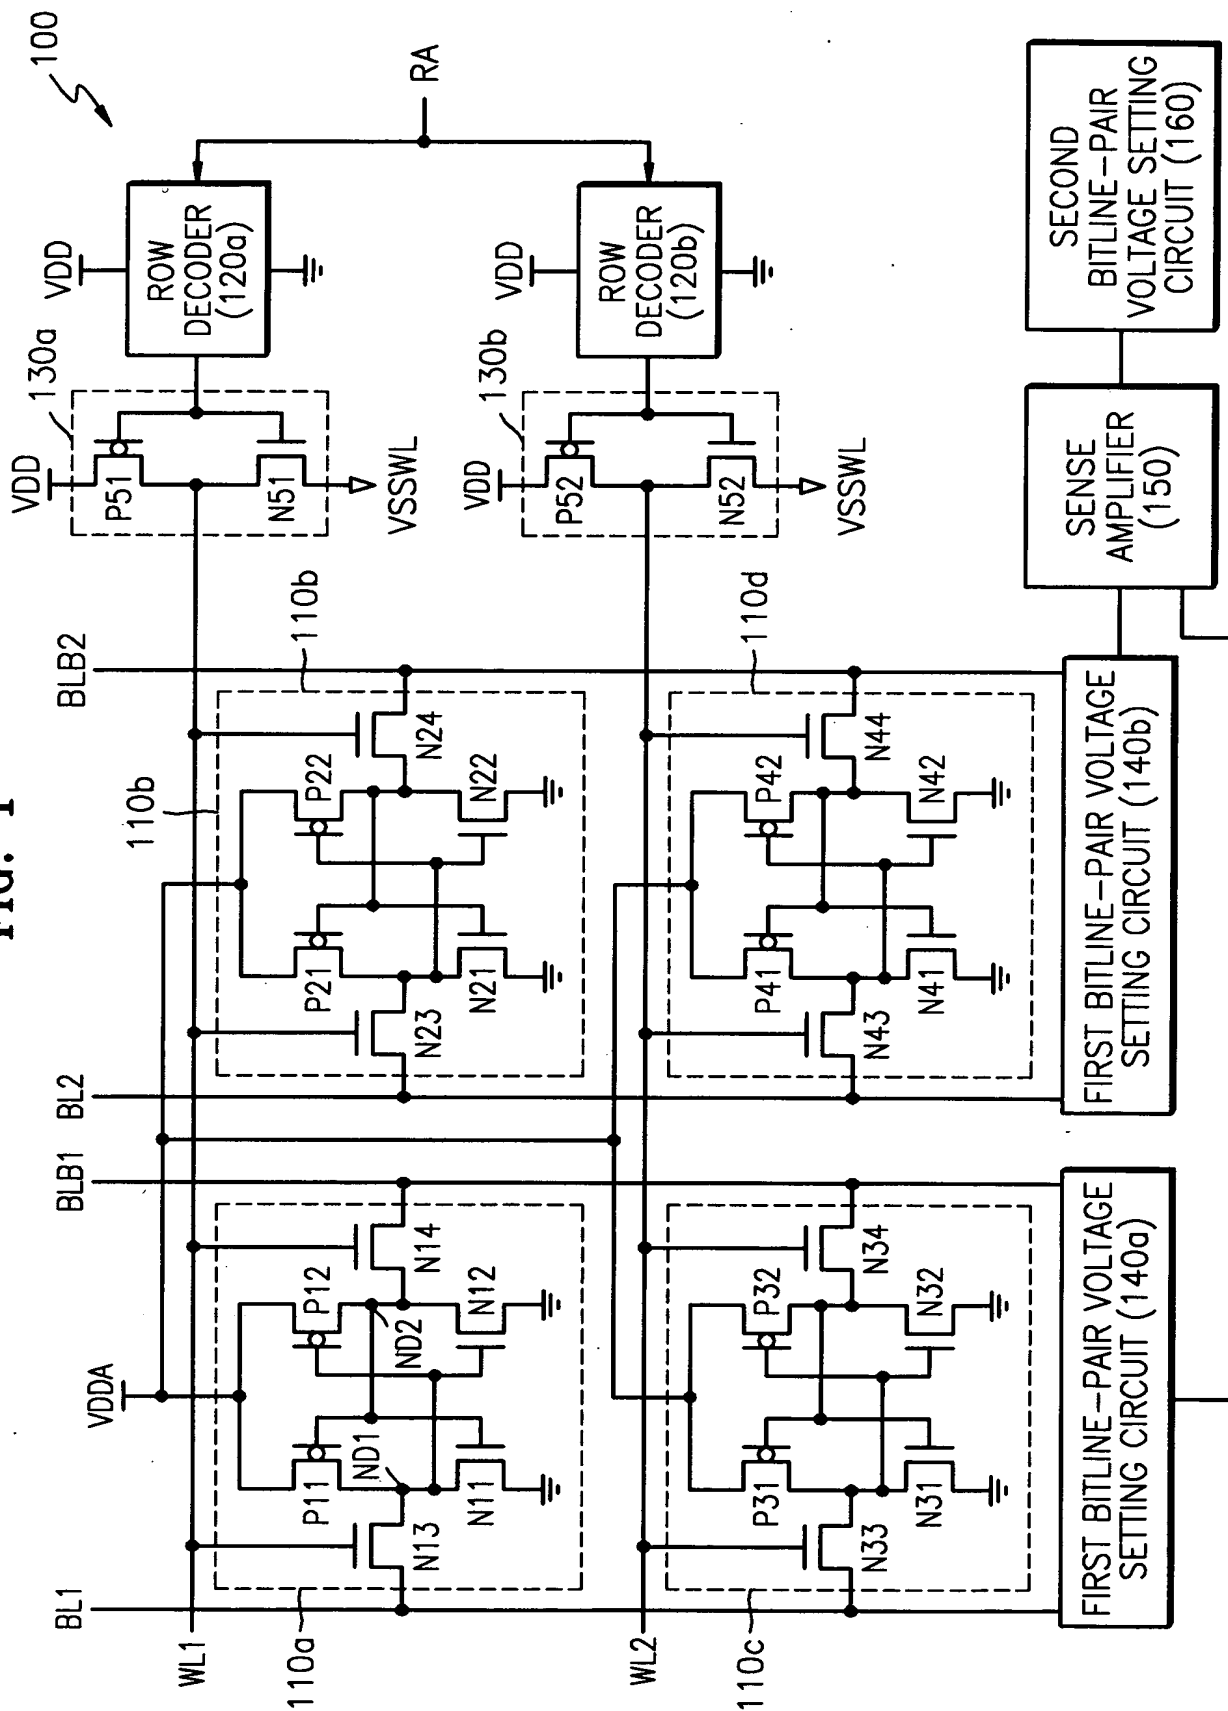 FIG. 1
100
VDDA
BL1
BLB1
BL2
BLB2
VDD
130a
VDD
WL1
P51
N51
VSSWL
ROW
DECODER
(120a)
RA
110a
110b
110b
P11
P12
ND1
ND2
N13
N14
N11
N12
P21
P22
N23
N24
N21
N22
VDD
130b
VDD
WL2
P52
N52
VSSWL
ROW
DECODER
(120b)
110c
110d
P31
P32
N33
N34
N31
N32
P41
P42
N43
N44
N41
N42
FIRST BITLINE-PAIR VOLTAGE
SETTING CIRCUIT (140a)
FIRST BITLINE-PAIR VOLTAGE
SETTING CIRCUIT (140b)
SENSE
AMPLIFIER
(150)
SECOND
BITLINE-PAIR
VOLTAGE SETTING
CIRCUIT (160)